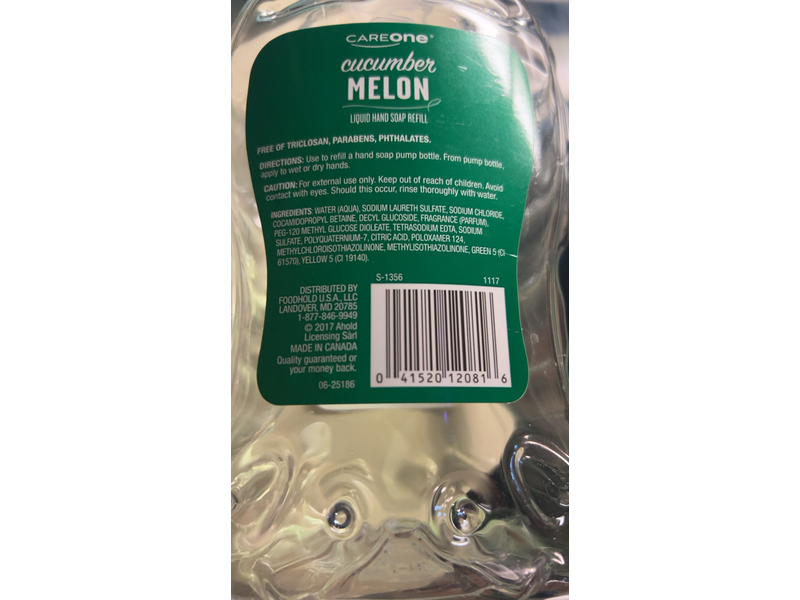 CAREONE®
cucumber
MELON
LIQUID HAND SOAP REFILL
FREE OF TRICLOSAN, PARABENS, PHTHALATES.
DIRECTIONS: Use to refill a hand soap pump bottle. From pump bottle,
apply to wet or dry hands.
CAUTION: For external use only. Keep out of reach of children. Avoid
contact with eyes. Should this occur, rinse thoroughly with water.
INGREDIENTS: WATER (AQUA), SODIUM LAURETH SULFATE, SODIUM CHLORIDE,
COCAMIDOPROPYL BETAINE, DECYL GLUCOSIDE, FRAGRANCE (PARFUM),
PEG-120 METHYL GLUCOSE DIOLEATE, TETRASODIUM EDTA, SODIUM
SULFATE, POLYQUATERNIUM-7, CITRIC ACID, POLOXAMER 124,
METHYLCHLOROISOTHIAZOLINONE, METHYLISOTHIAZOLINONE, GREEN 5 (CI
61570), YELLOW 5 (CI 19140).
S-1356 1117
DISTRIBUTED BY
FOODHOLD U.S.A., LLC
LANDOVER, MD 20785
1-877-846-9949
© 2017 Ahold
Licensing Sàrl
MADE IN CANADA
Quality guaranteed or
your money back.
06-25186
0 41520 12081 6